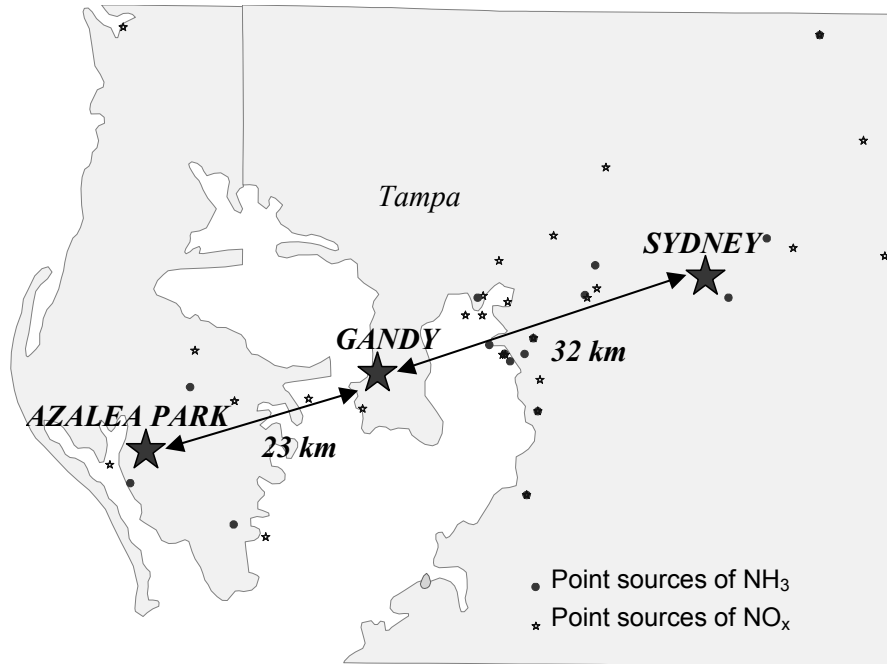 Tampa
SYDNEY
GANDY
32 km
AZALEA PARK
23 km
Point sources of NH₃
Point sources of NOₓ